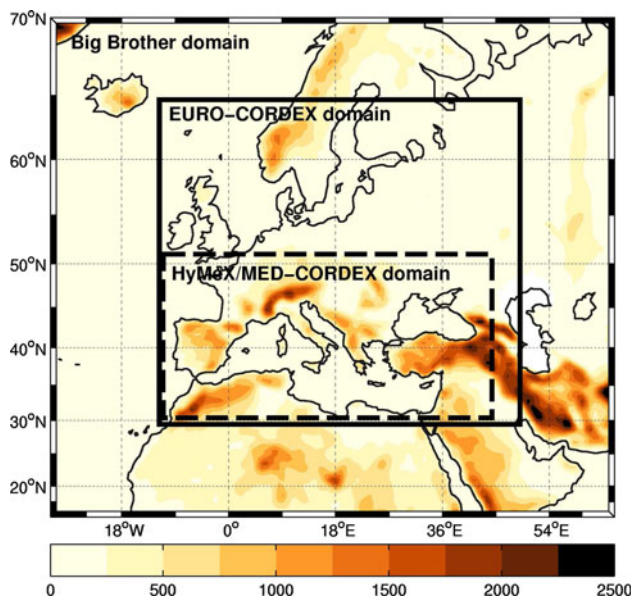 70°N
Big Brother domain
EURO-CORDEX domain
60°N
50°N
HyMeX/MED-CORDEX domain
40°N
30°N
20°N
18°W 0° 18°E 36°E 54°E
0 500 1000 1500 2000 2500